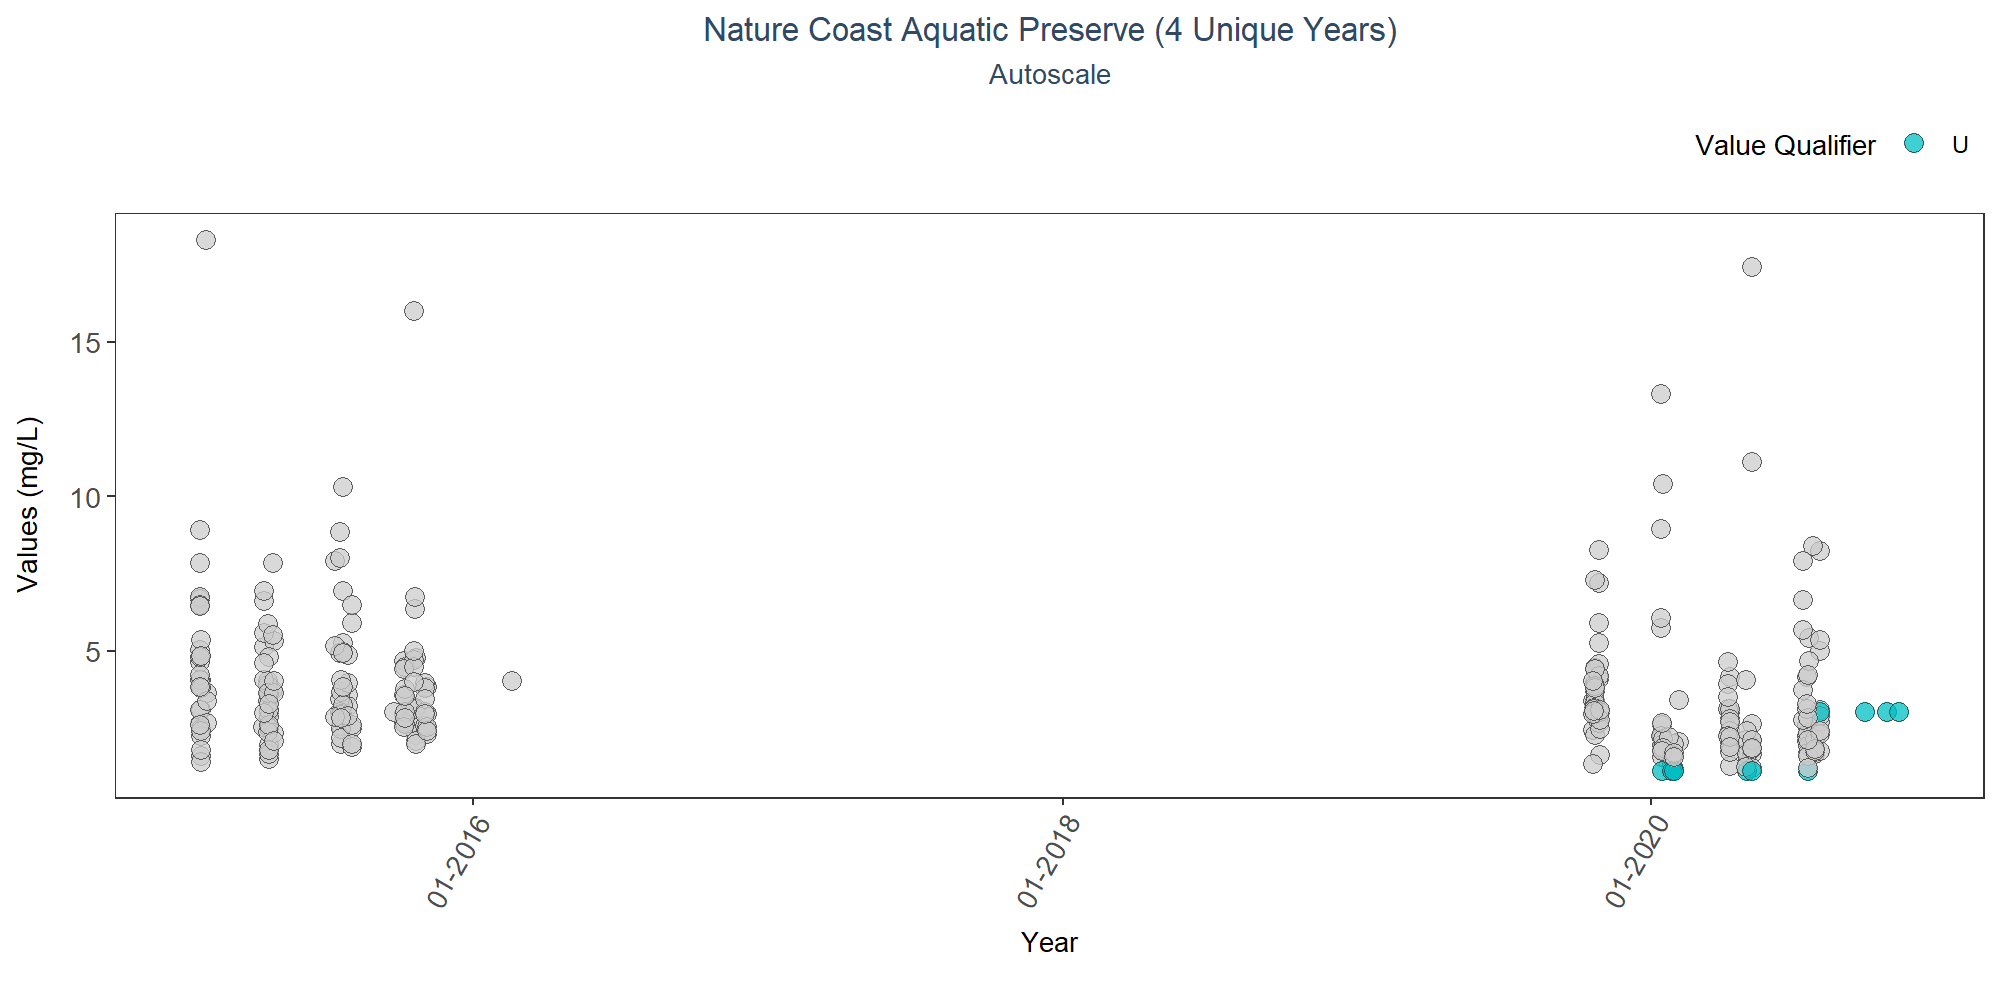 Nature Coast Aquatic Preserve (4 Unique Years)
Autoscale
Value Qualifier U
Values (mg/L)
15
10
5
01-2016
01-2018
01-2020
Year